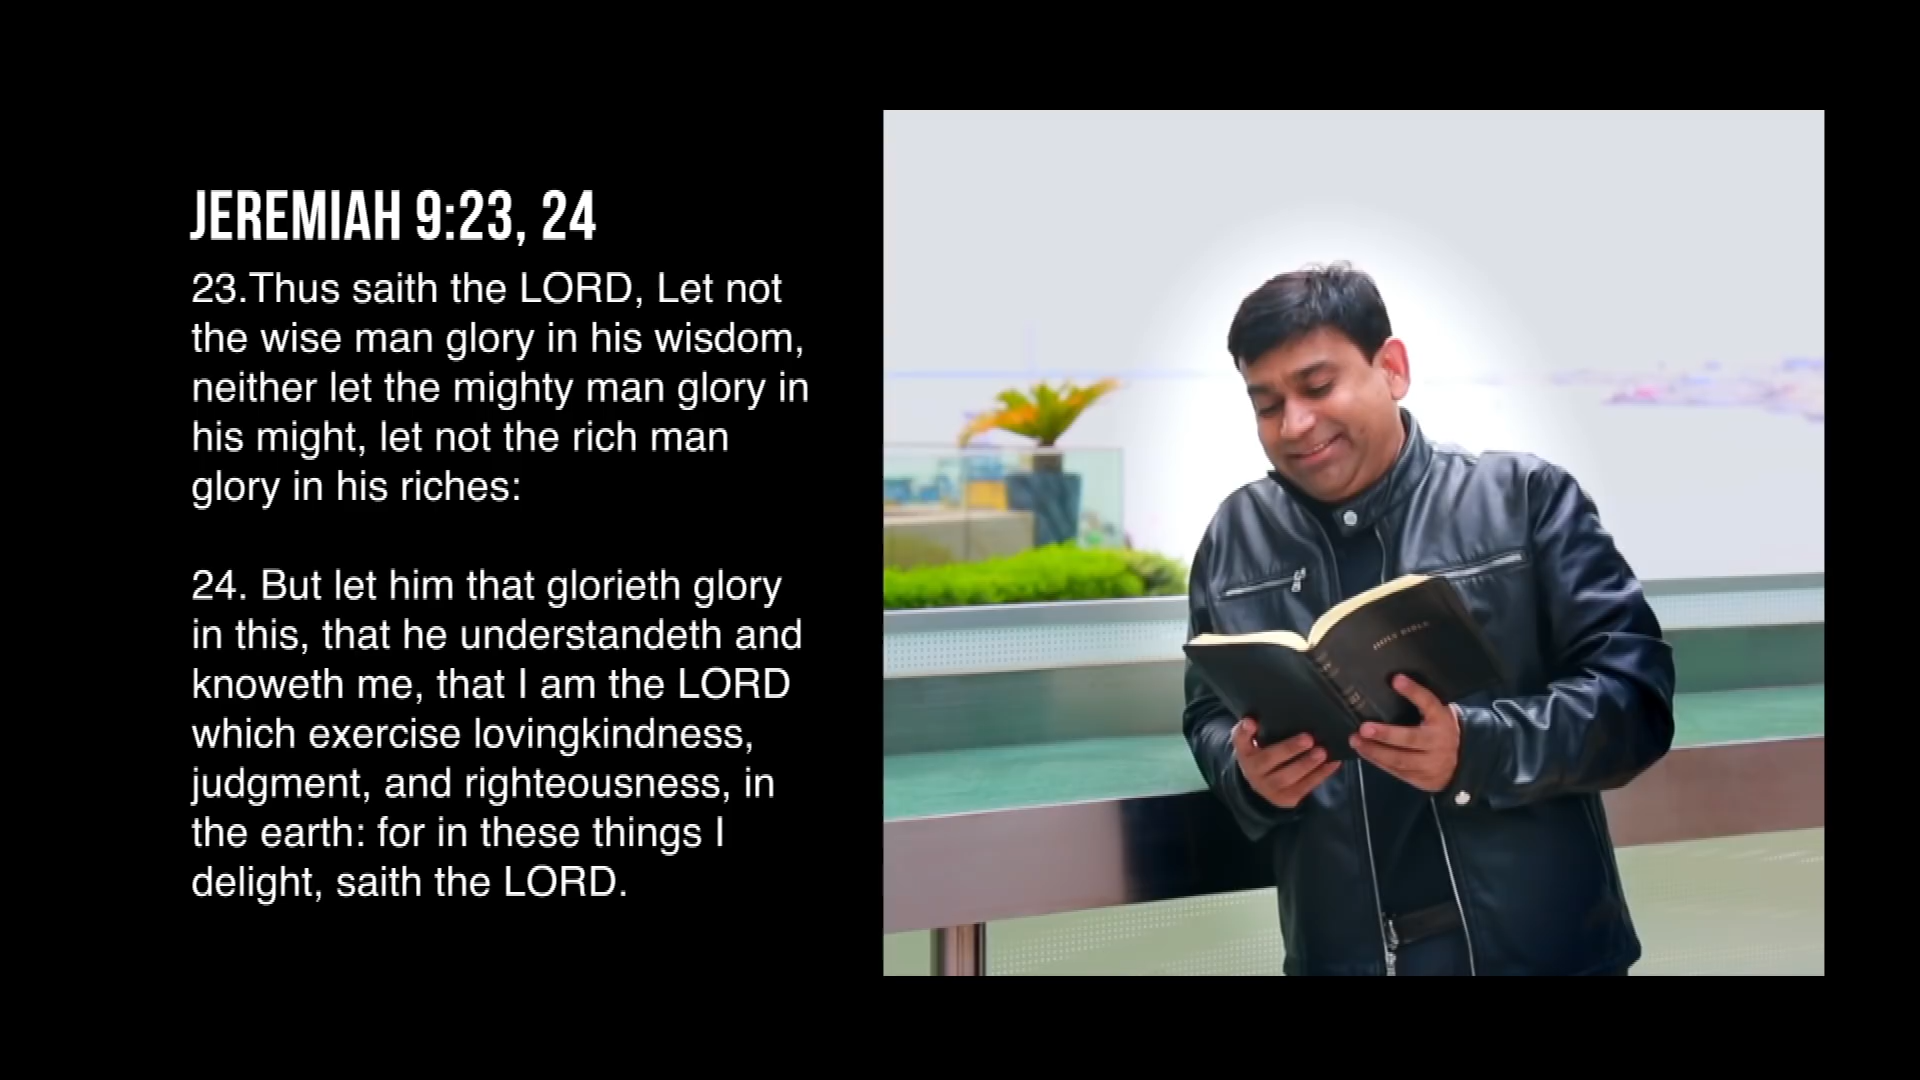 JEREMIAH 9:23, 24
23.Thus saith the LORD, Let not
the wise man glory in his wisdom,
neither let the mighty man glory in
his might, let not the rich man
glory in his riches:
24. But let him that glorieth glory
in this, that he understandeth and
knoweth me, that I am the LORD
which exercise lovingkindness,
judgment, and righteousness, in
the earth: for in these things I
delight, saith the LORD.
HOLY BIBLE